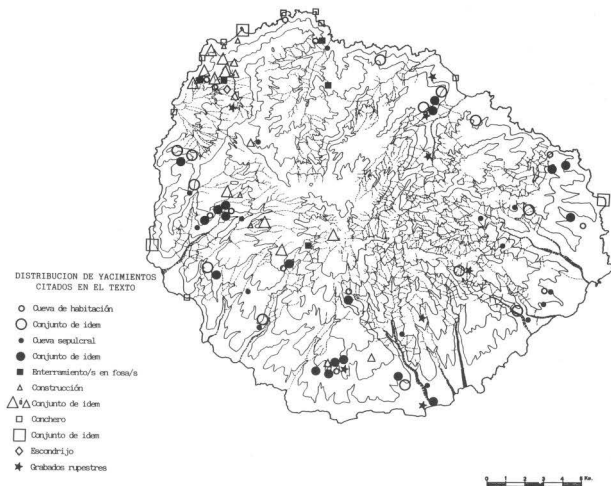 DISTRIBUCION DE YACIMIENTOS
CITADOS EN EL TEXTO
Cueva de habitación
Conjunto de idem
Cueva sepulcral
Conjunto de idem
Enterramiento/s en fosa/s
Construcción
Conjunto de idem
Conchero
Conjunto de idem
Escondrijo
Grabados rupestres
0 1 2 3 4 5 Km.